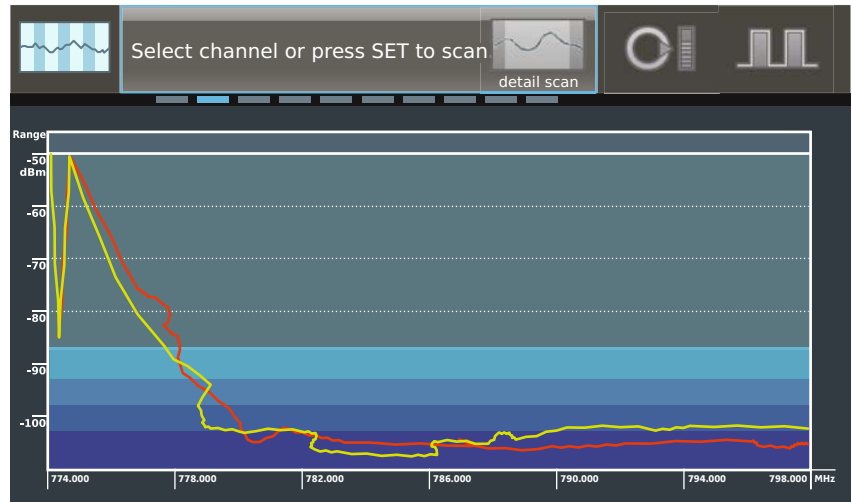 Select channel or press SET to scan
detail scan
Range
-50
dBm
-60
-70
-80
-90
-100
774.000 778.000 782.000 786.000 790.000 794.000 798.000 MHz